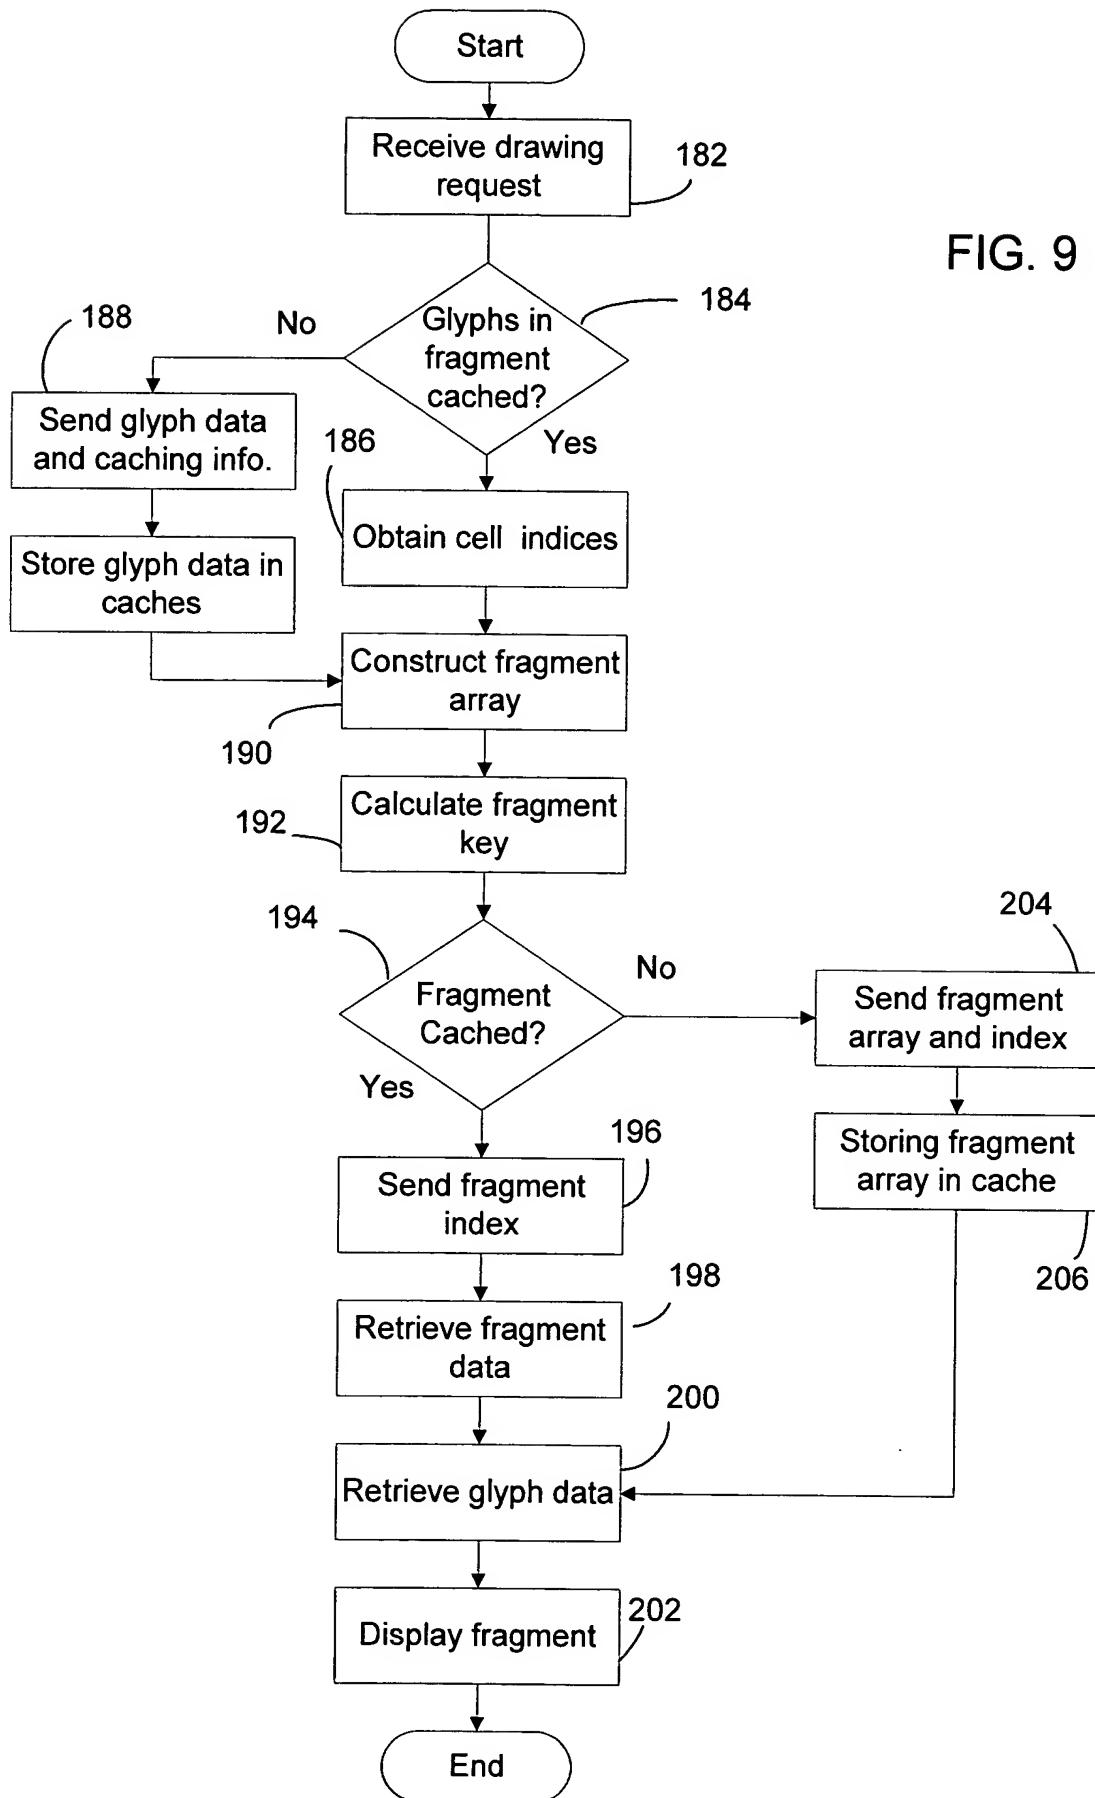 Start
Receive drawing
request
182
FIG. 9
184
Glyphs in
fragment
cached?
No
Yes
188
Send glyph data
and caching info.
186
Obtain cell indices
Store glyph data in
caches
Construct fragment
array
190
Calculate fragment
key
192
194
Fragment
Cached?
No
Yes
204
Send fragment
array and index
Storing fragment
array in cache
206
196
Send fragment
index
198
Retrieve fragment
data
200
Retrieve glyph data
202
Display fragment
End